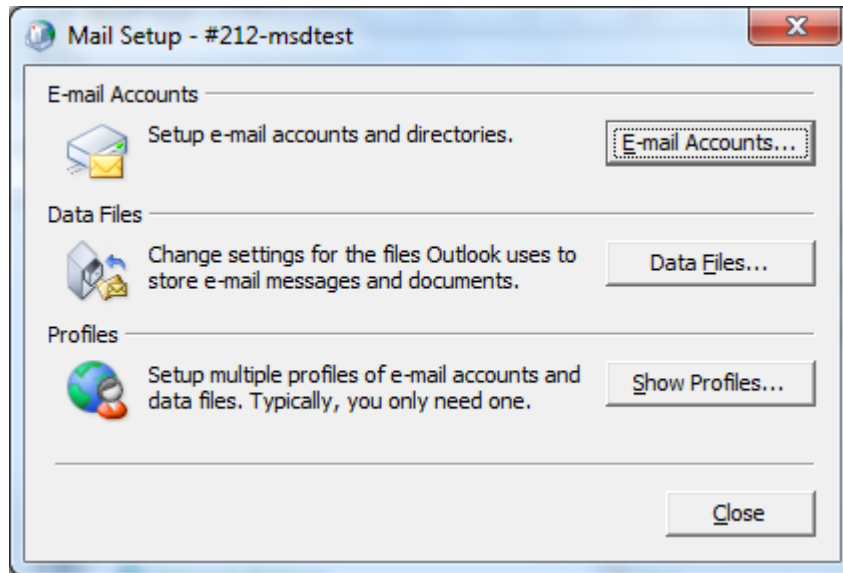 Mail Setup - #212-msdtest
E-mail Accounts
Setup e-mail accounts and directories.
E-mail Accounts...
Data Files
Change settings for the files Outlook uses to
store e-mail messages and documents.
Data Files...
Profiles
Setup multiple profiles of e-mail accounts and
data files. Typically, you only need one.
Show Profiles...
Close